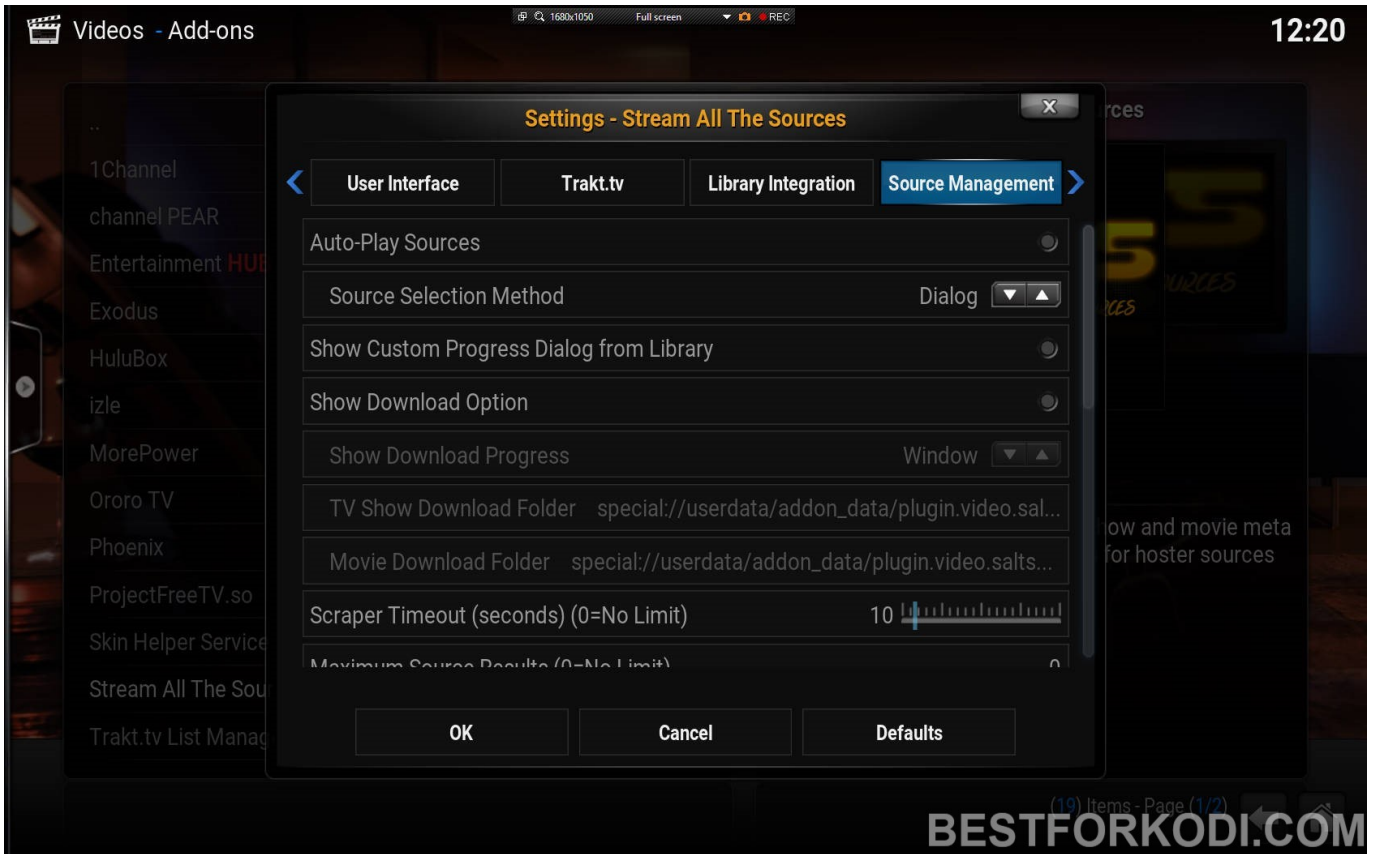 Videos - Add-ons
1680x1050 Full screen REC
12:20
Settings - Stream All The Sources
X
rces
User Interface Trakt.tv Library Integration Source Management
Auto-Play Sources
Source Selection Method Dialog
Show Custom Progress Dialog from Library
Show Download Option
Show Download Progress Window
TV Show Download Folder special://userdata/addon_data/plugin.video.sal...
Movie Download Folder special://userdata/addon_data/plugin.video.salts...
Scraper Timeout (seconds) (0=No Limit) 10
Maximum Source Results (0=No Limit) 0
OK Cancel Defaults
..
1Channel
channel PEAR
Entertainment HUB
Exodus
HuluBox
izle
MorePower
Ororo TV
Phoenix
ProjectFreeTV.so
Skin Helper Service
Stream All The Sou
Trakt.tv List Manag
S
URCES
RCES
ow and movie meta
for hoster sources
(19) Items - Page (1/2)
BESTFORKODI.COM